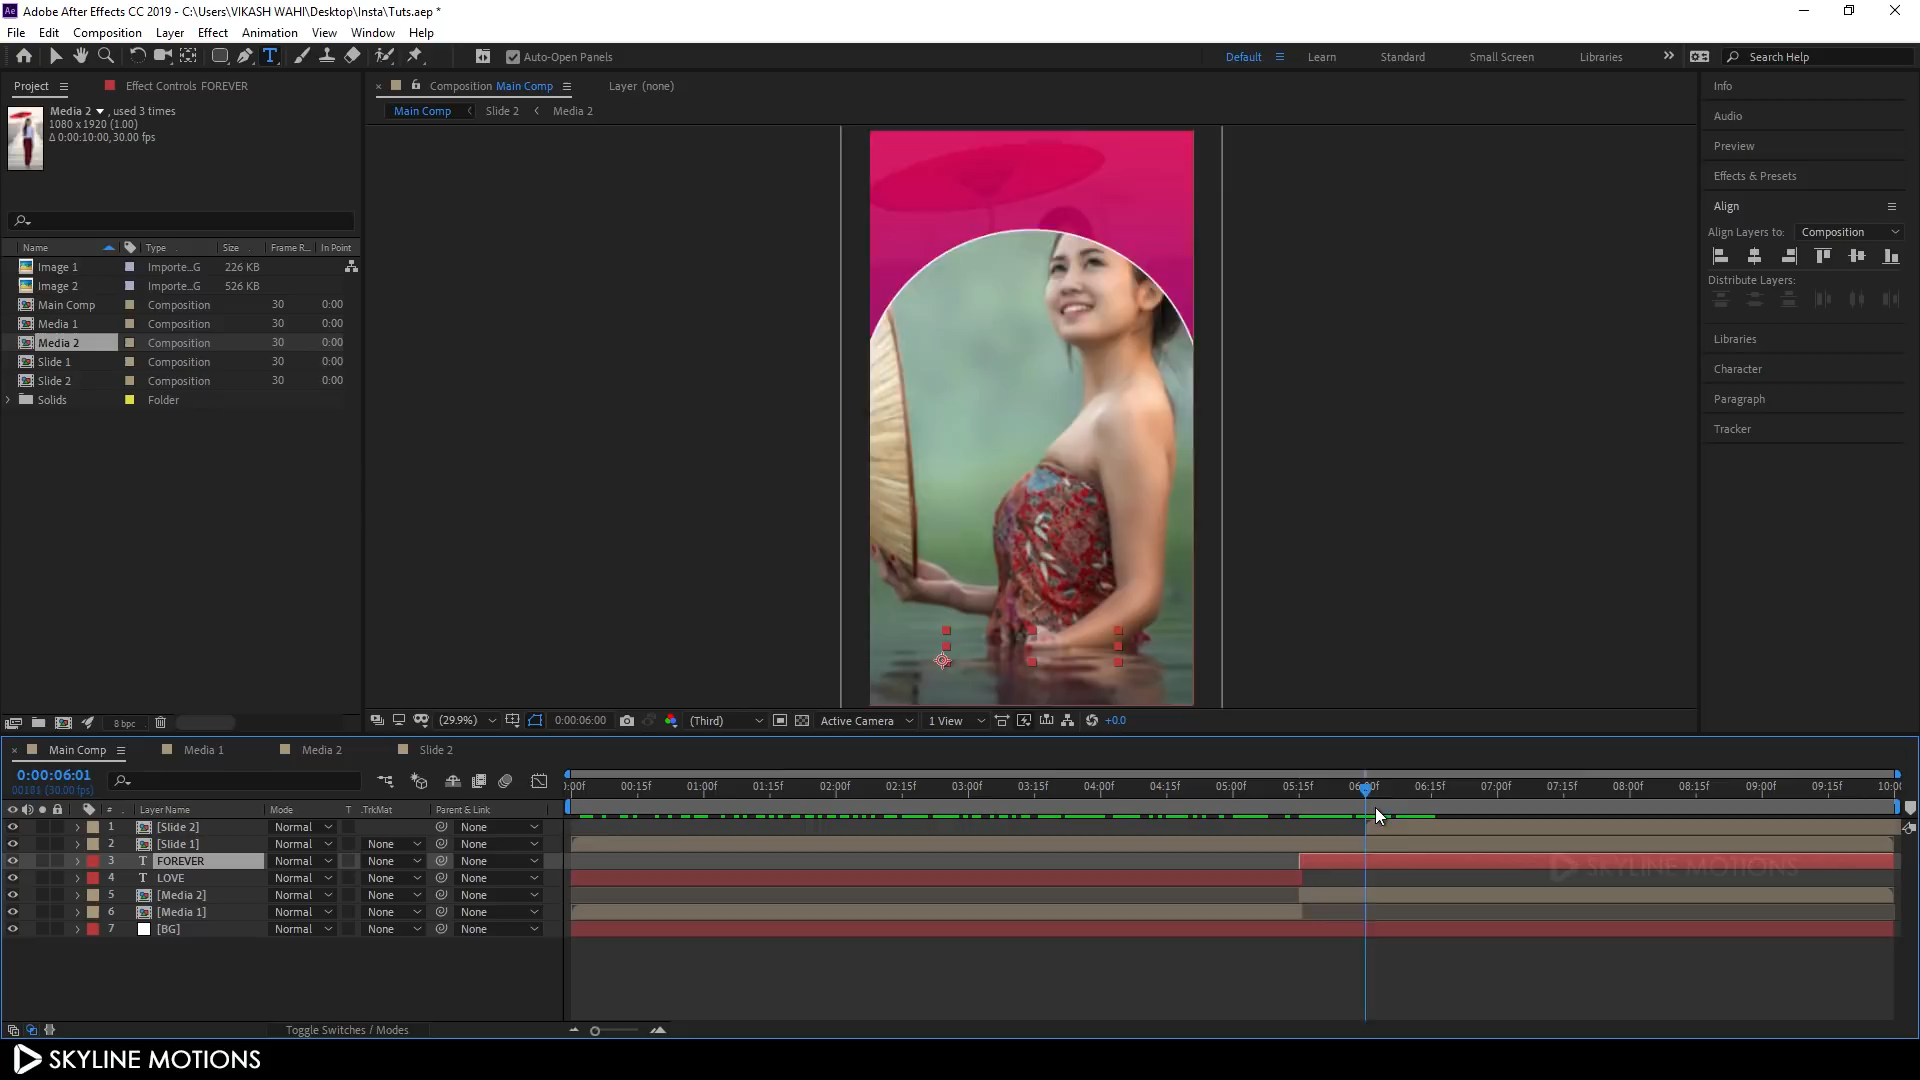 Adobe After Effects CC 2019 - C:\Users\VIKASH WAHI\Desktop\Insta\Tuts.aep *
File Edit Composition Layer Effect Animation View Window Help
Auto-Open Panels Default Learn Standard Small Screen Libraries Search Help
Project Effect Controls FOREVER Composition Main Comp Layer (none) Info
Media 2 , used 3 times
1080 x 1920 (1.00)
Δ 0:00:10:00, 30.00 fps
Main Comp Slide 2 Media 2
Audio
Preview
Effects & Presets
Align
Align Layers to: Composition
Distribute Layers:
Libraries
Character
Paragraph
Tracker
Name Type Size Frame R... In Point
Image 1 Importe...G 226 KB
Image 2 Importe...G 526 KB
Main Comp Composition 30 0:00
Media 1 Composition 30 0:00
Media 2 Composition 30 0:00
Slide 1 Composition 30 0:00
Slide 2 Composition 30 0:00
Solids Folder
8 bpc (29.9%) 0:00:06:00 (Third) Active Camera 1 View +0.0
Main Comp Media 1 Media 2 Slide 2
0:00:06:01
00181 (30.00 fps)
:00f 00:15f 01:00f 01:15f 02:00f 02:15f 03:00f 03:15f 04:00f 04:15f 05:00f 05:15f 06:00f 06:15f 07:00f 07:15f 08:00f 08:15f 09:00f 09:15f 10:00
# Layer Name Mode T .TrkMat Parent & Link
1 [Slide 2] Normal None
2 [Slide 1] Normal None None
3 T FOREVER Normal None None
4 T LOVE Normal None None
5 [Media 2] Normal None None
6 [Media 1] Normal None None
7 [BG] Normal None None
SKYLINE MOTIONS
Toggle Switches / Modes
SKYLINE MOTIONS